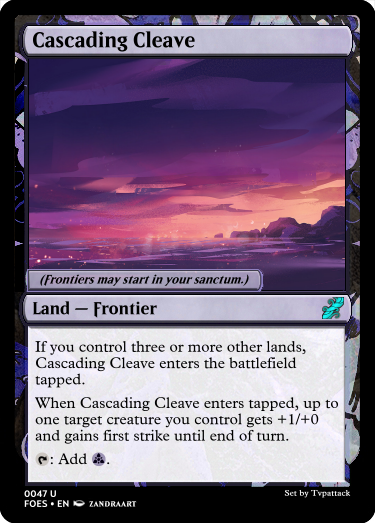 Cascading Cleave
(Frontiers may start in your sanctum.)
Land — Frontier
If you control three or more other lands,
Cascading Cleave enters the battlefield
tapped.
When Cascading Cleave enters tapped, up to
one target creature you control gets +1/+0
and gains first strike until end of turn.
: Add .
0047 U
Set by Tvpattack
FOES • EN ZANDRAART